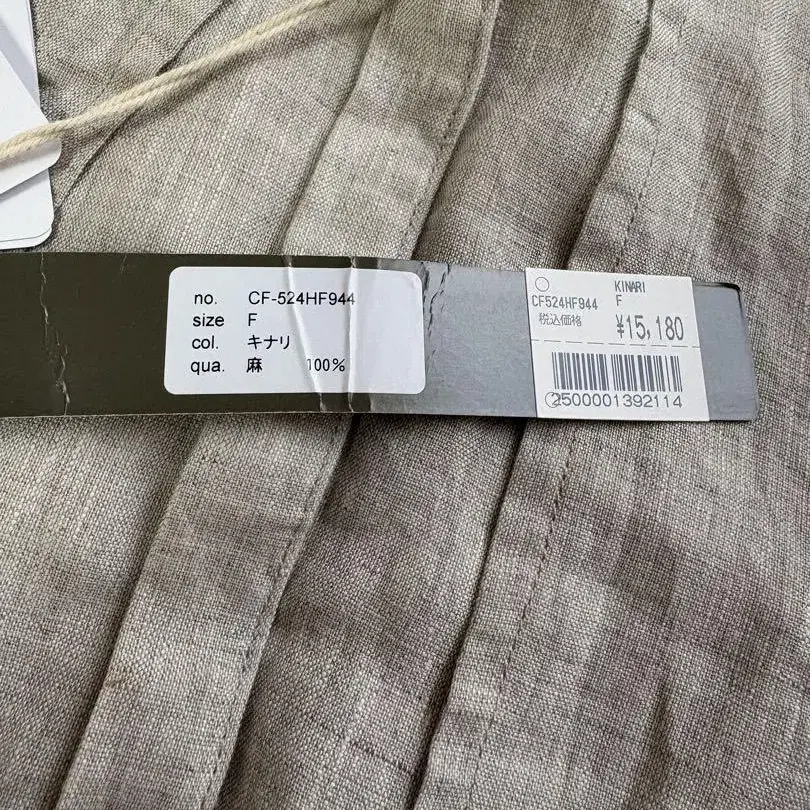 no. CF-524HF944
size F
col. キナリ
qua. 麻 100%
KINARI
CF524HF944 F
税込価格 ¥15,180
2500001392114